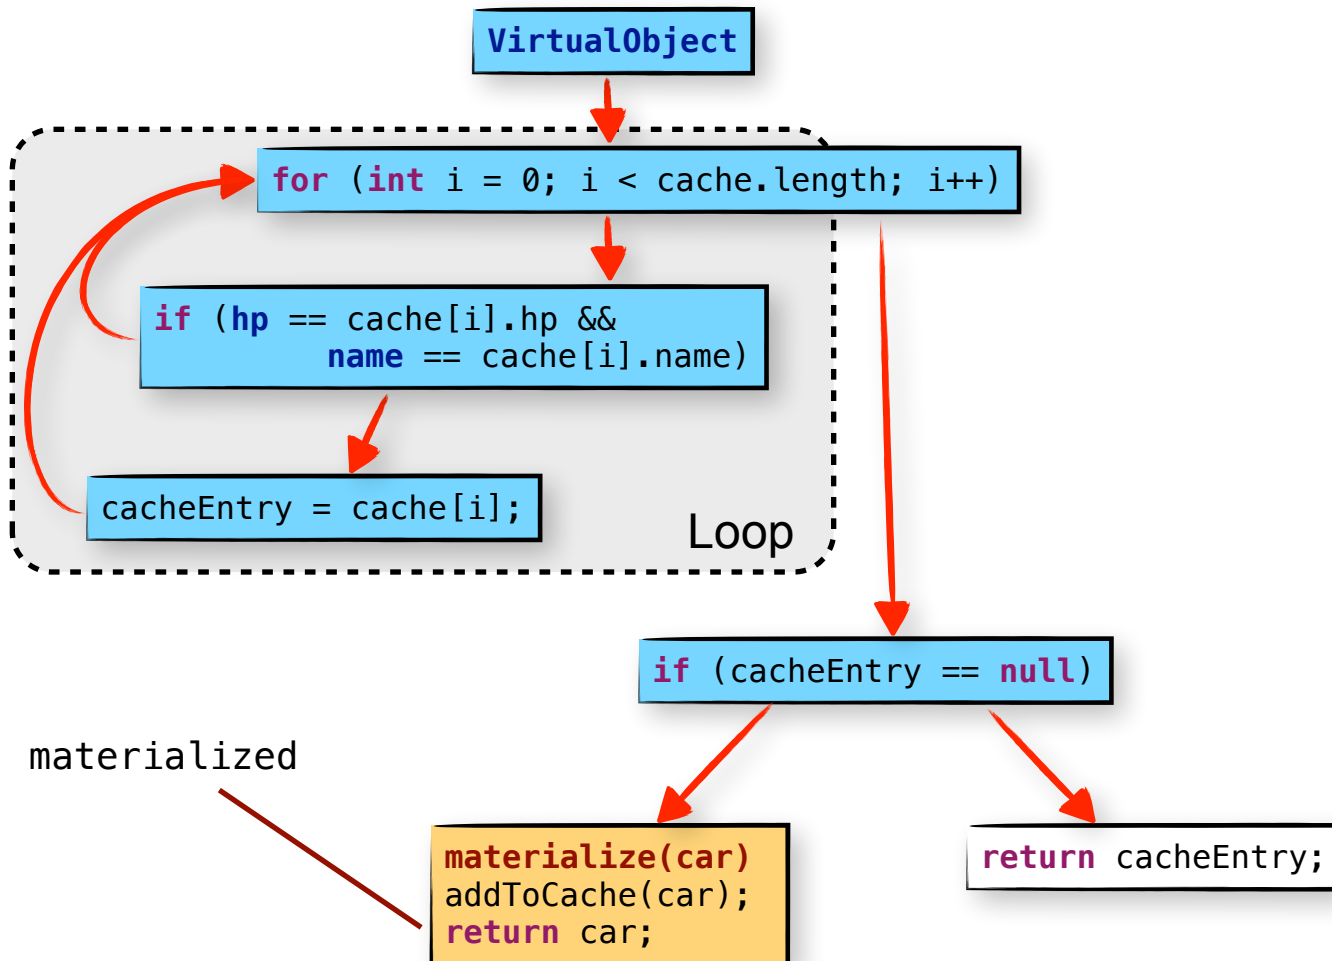 VirtualObject
for (int i = 0; i < cache.length; i++)
if (hp == cache[i].hp &&
name == cache[i].name)
cacheEntry = cache[i];
Loop
if (cacheEntry == null)
materialized
materialize(car)
addToCache(car);
return car;
return cacheEntry;